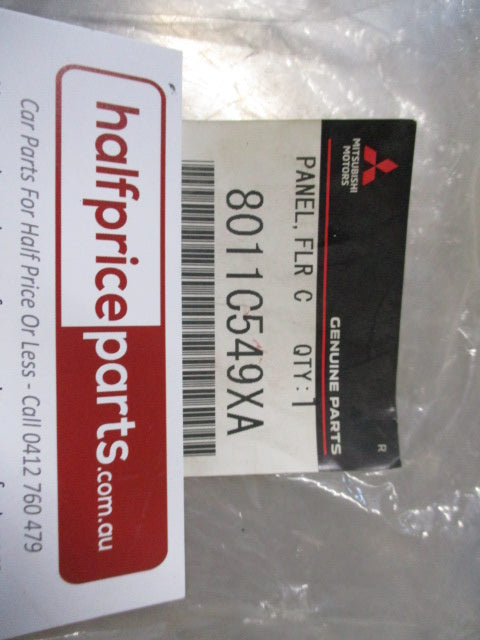 MITSUBISHI
MOTORS
GENUINE PARTS
R
PANEL, FLR C QTY:1
8011C549XA
halfpriceparts.com.au
Car Parts For Half Price Or Less - Call 0412 760 479